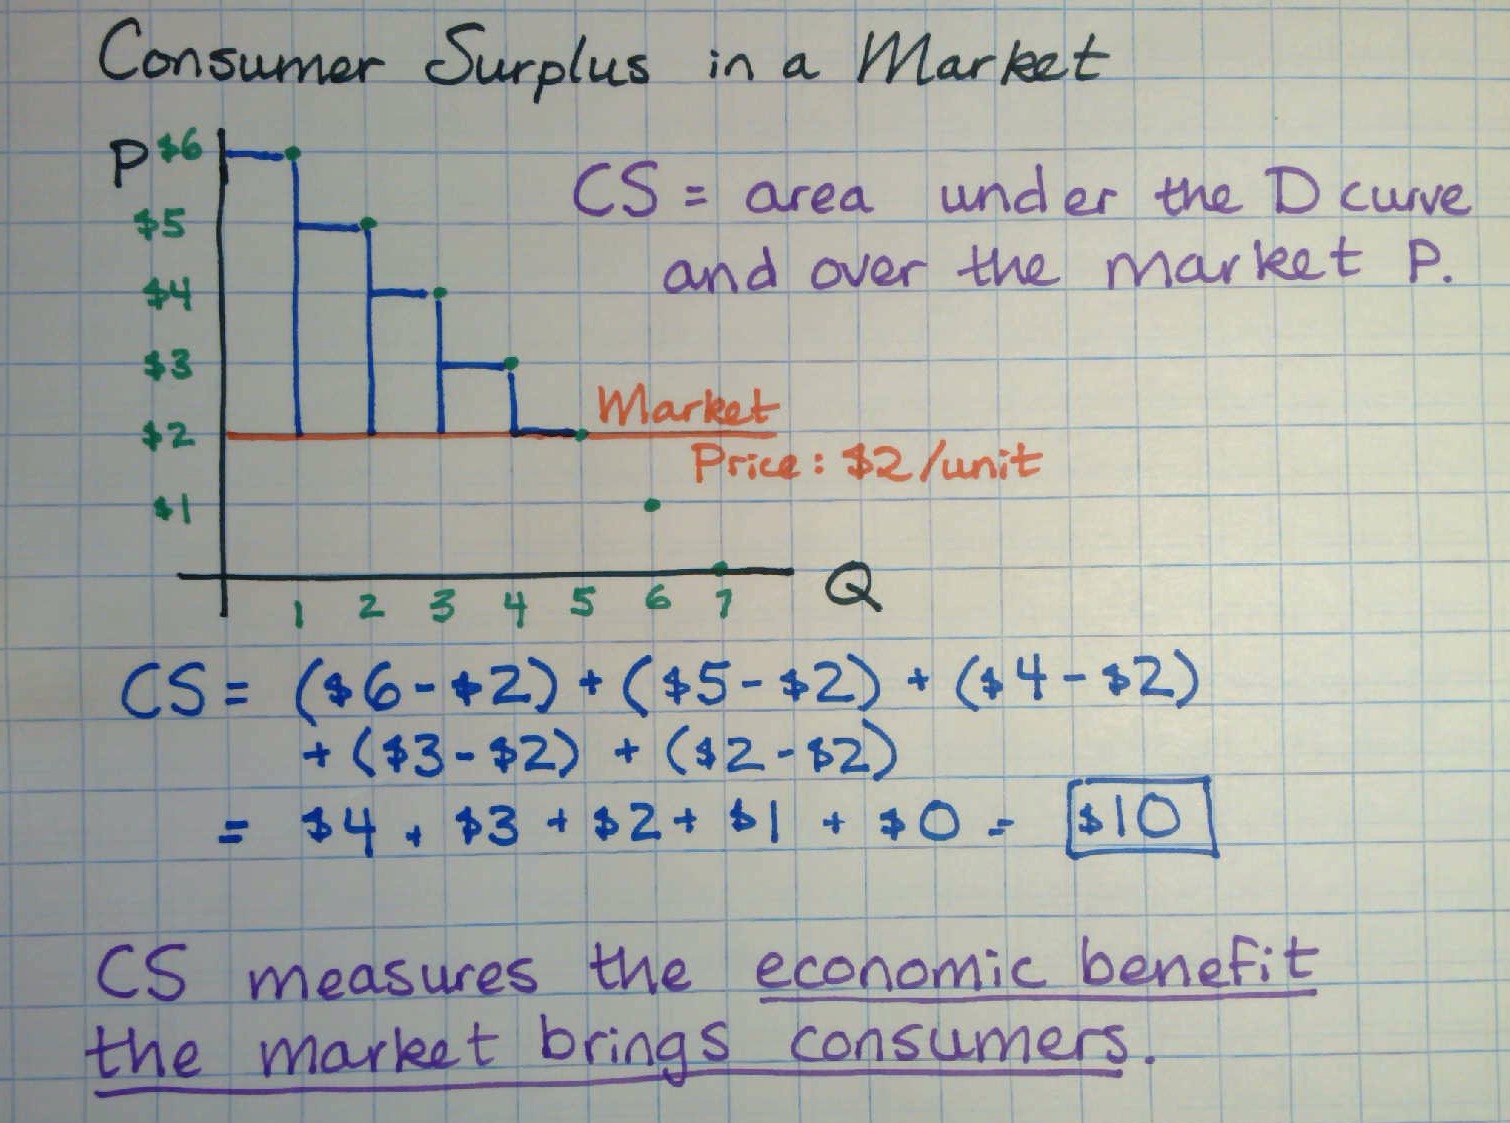 Consumer Surplus in a Market
P $6
CS = area under the D curve
and over the market P.
$5
$4
$3
$2
Market
Price: $2/unit
$1
1 2 3 4 5 6 7 Q
CS = ($6 - $2) + ($5 - $2) + ($4 - $2)
+ ($3 - $2) + ($2 - $2)
= $4 + $3 + $2 + $1 + $0 = $10
CS measures the economic benefit
the market brings consumers.